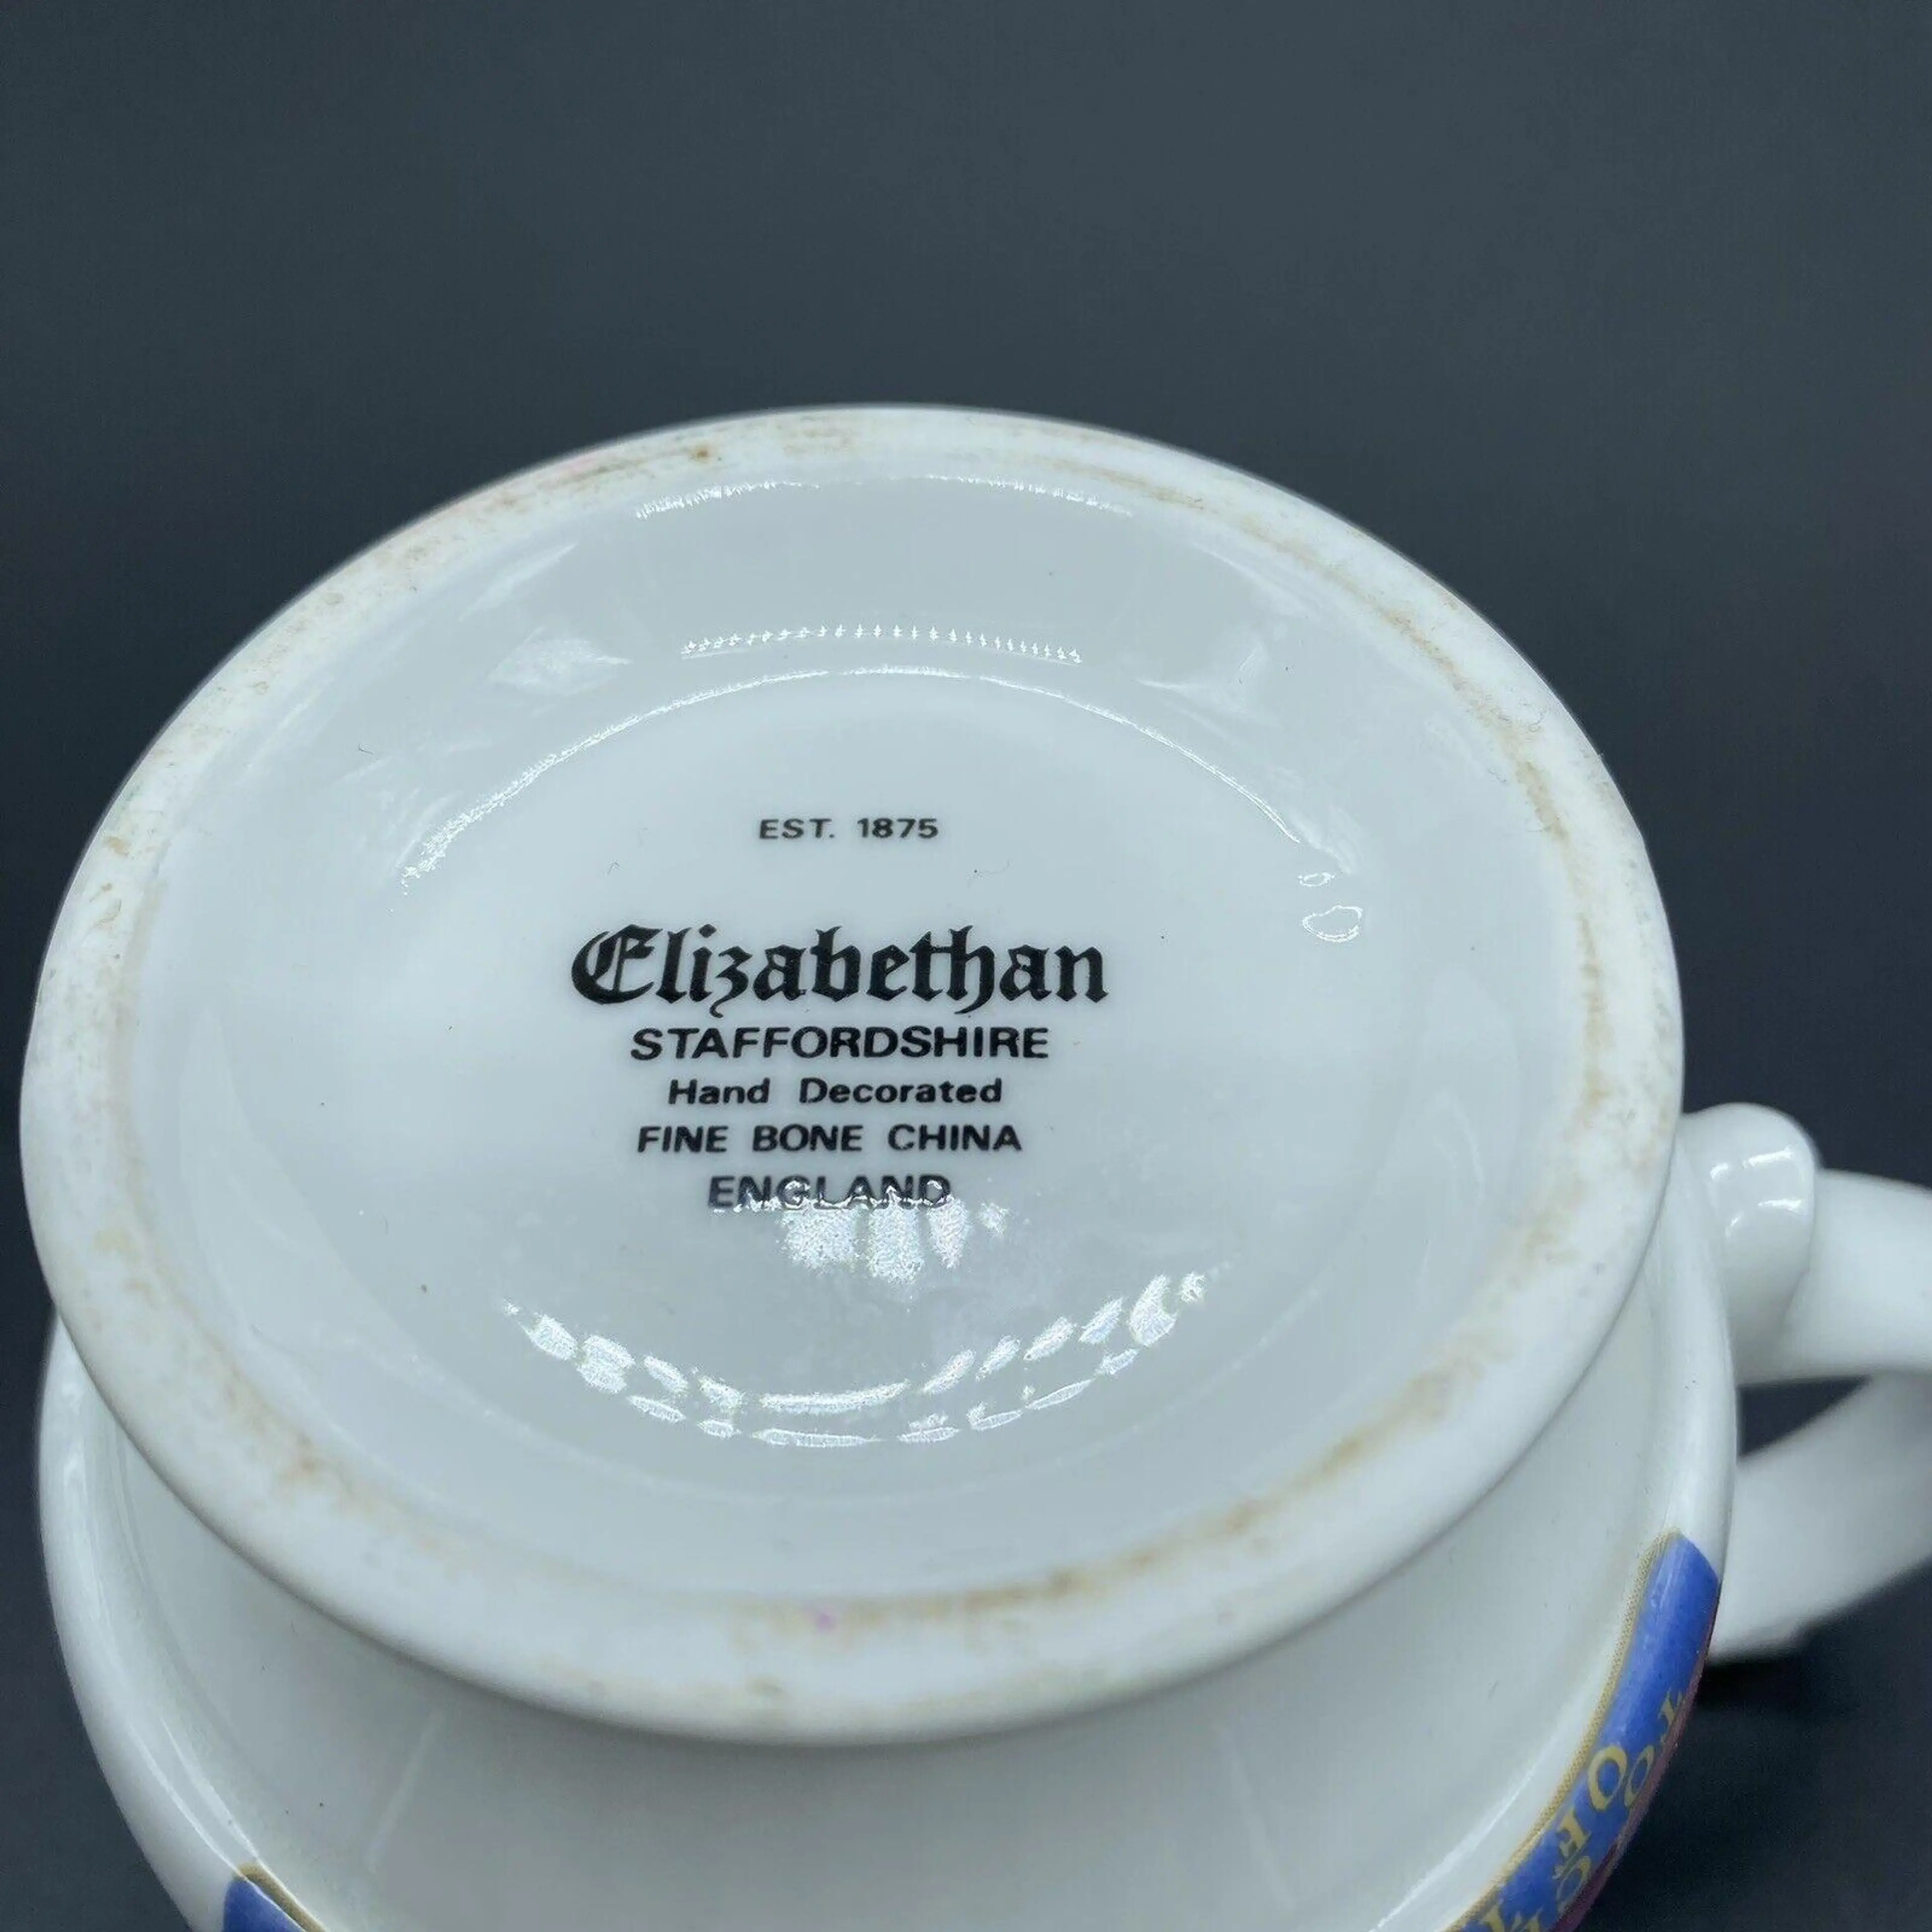 EST. 1875
Elizabethan
STAFFORDSHIRE
Hand Decorated
FINE BONE CHINA
ENGLAND